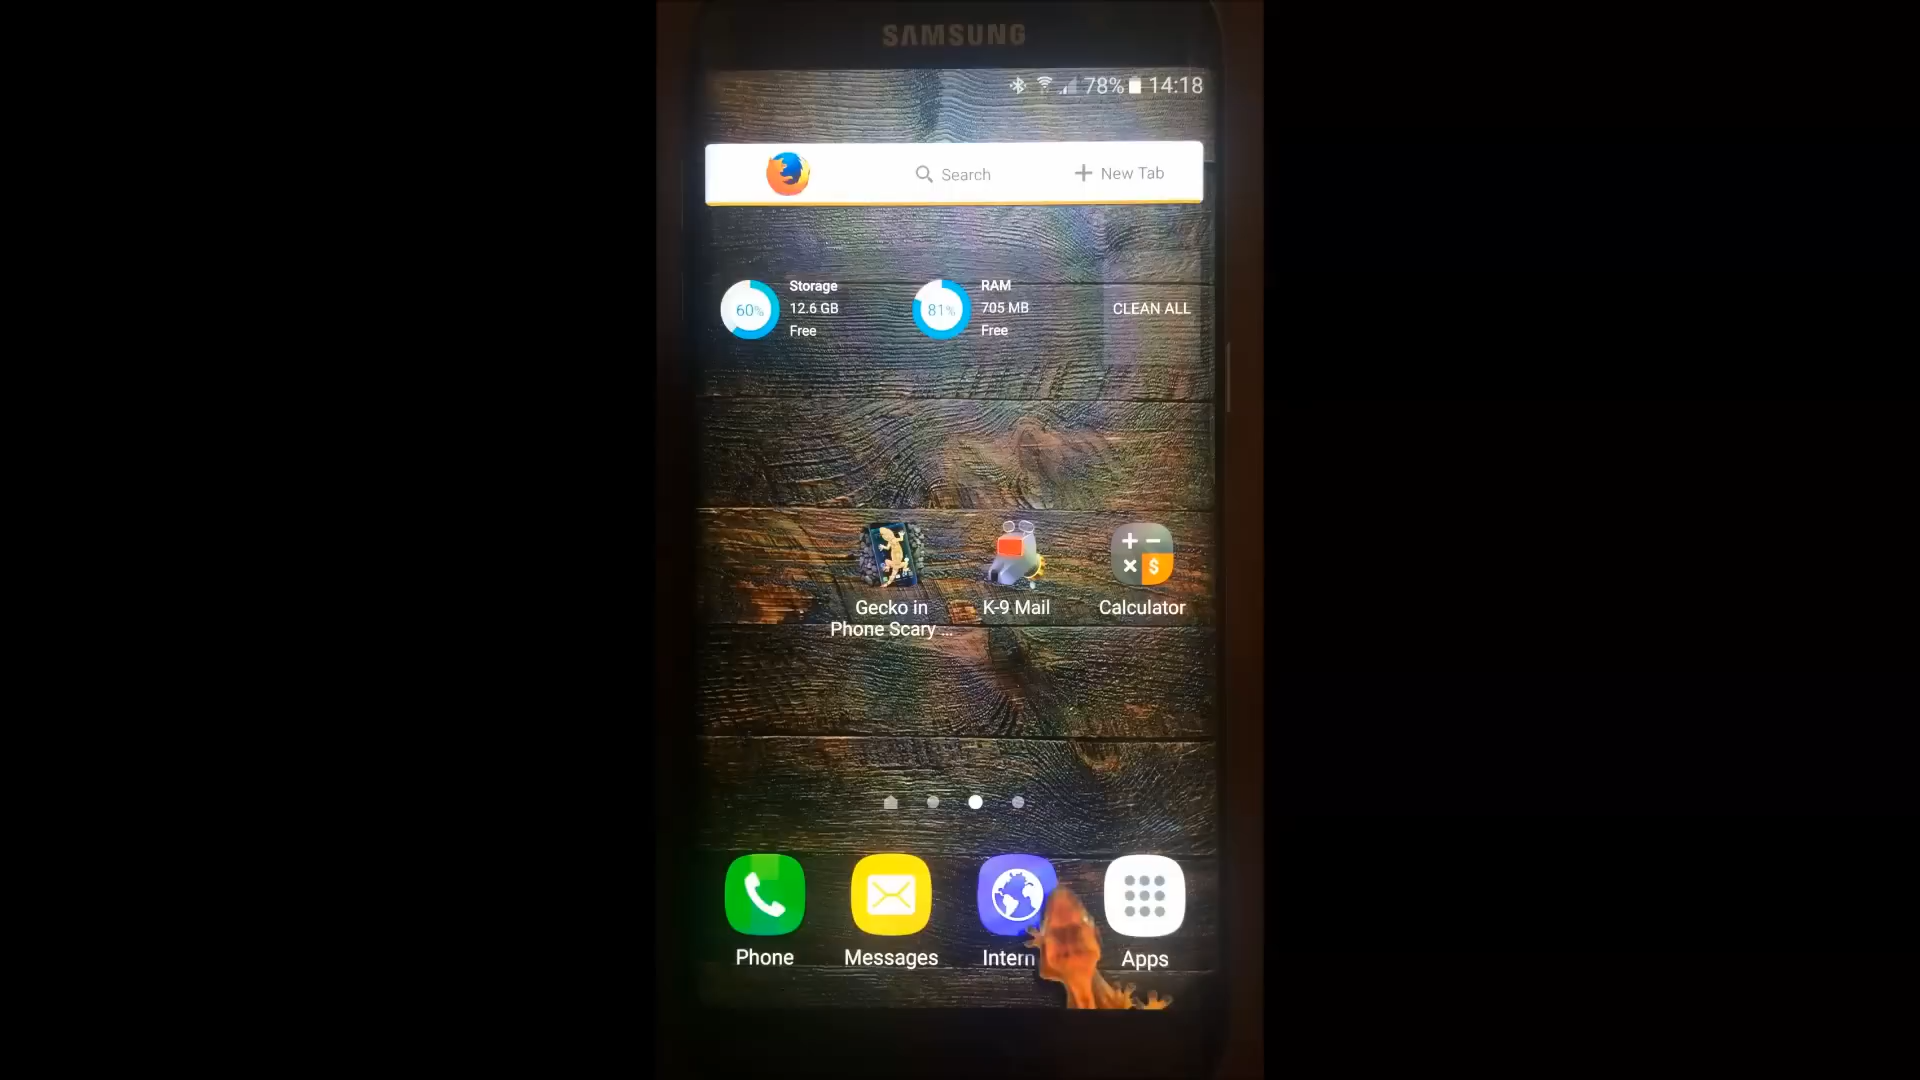 SAMSUNG
78% 14:18
Search
+ New Tab
60%
Storage
12.6 GB
Free
81%
RAM
705 MB
Free
CLEAN ALL
Gecko in
Phone Scary ...
K-9 Mail
Calculator
Phone
Messages
Intern
Apps